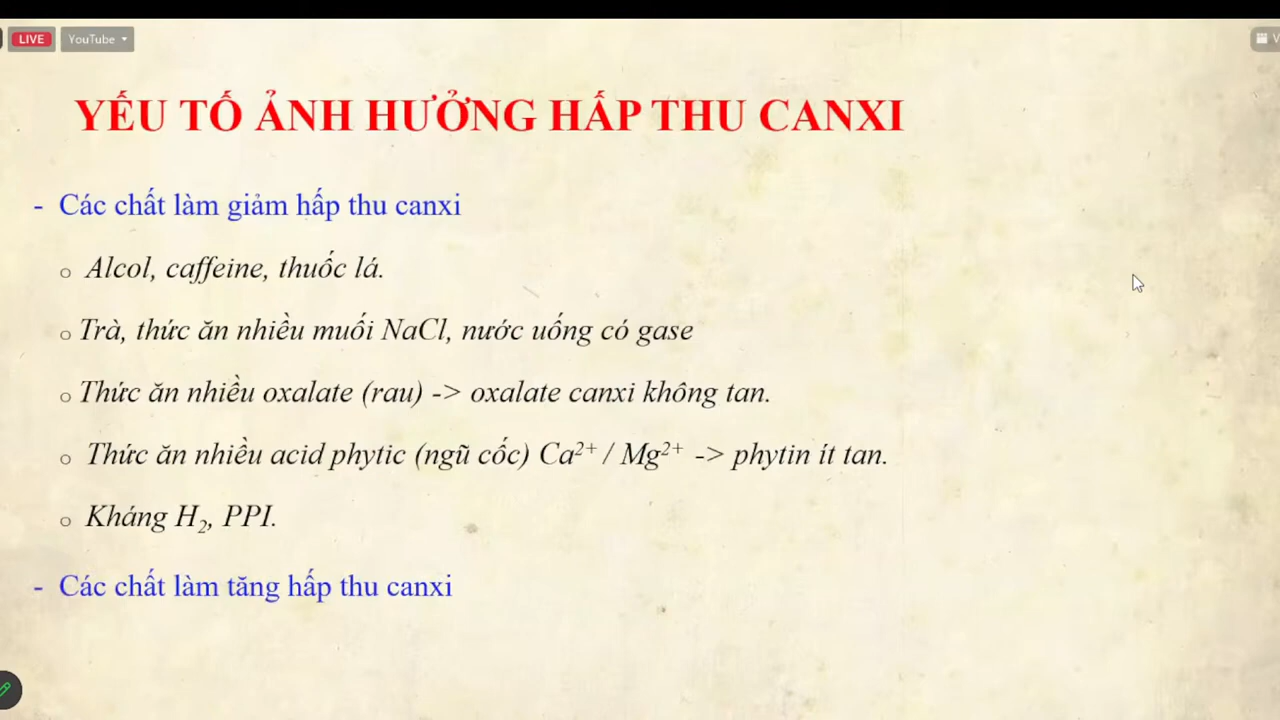 LIVE
YouTube
V
YẾU TỐ ẢNH HƯỞNG HẤP THU CANXI
- Các chất làm giảm hấp thu canxi
o Alcol, caffeine, thuốc lá.
o Trà, thức ăn nhiều muối NaCl, nước uống có gase
o Thức ăn nhiều oxalate (rau) -> oxalate canxi không tan.
o Thức ăn nhiều acid phytic (ngũ cốc) Ca²⁺ / Mg²⁺ -> phytin ít tan.
o Kháng H₂, PPI.
- Các chất làm tăng hấp thu canxi